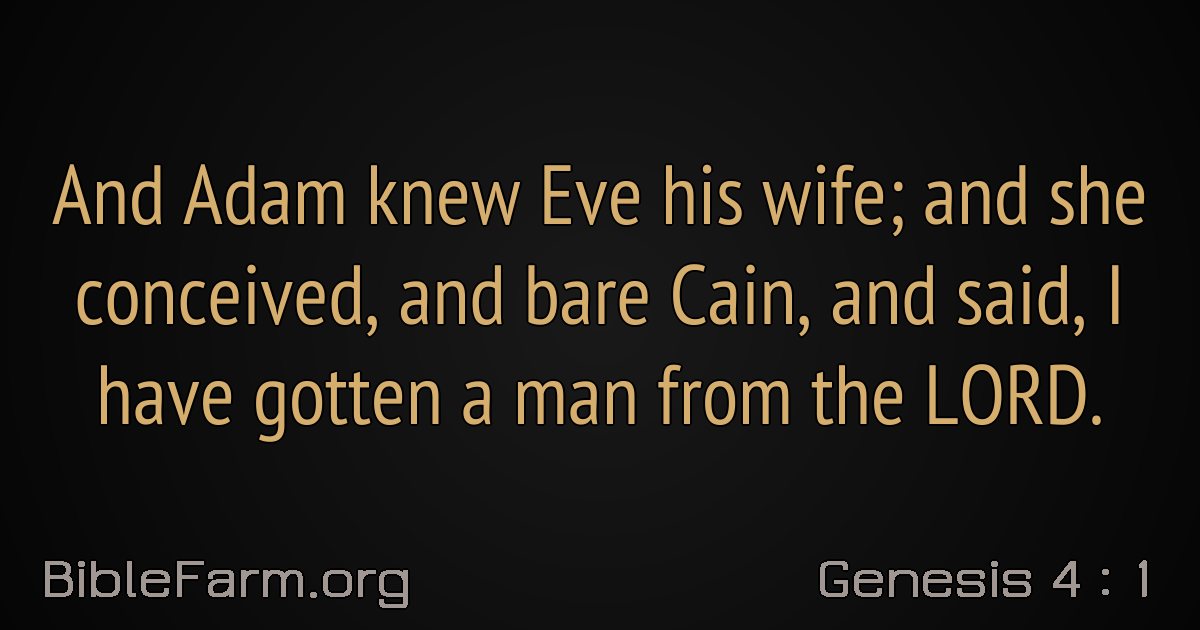 And Adam knew Eve his wife; and she
conceived, and bare Cain, and said, I
have gotten a man from the LORD.
BibleFarm.org
Genesis 4 : 1